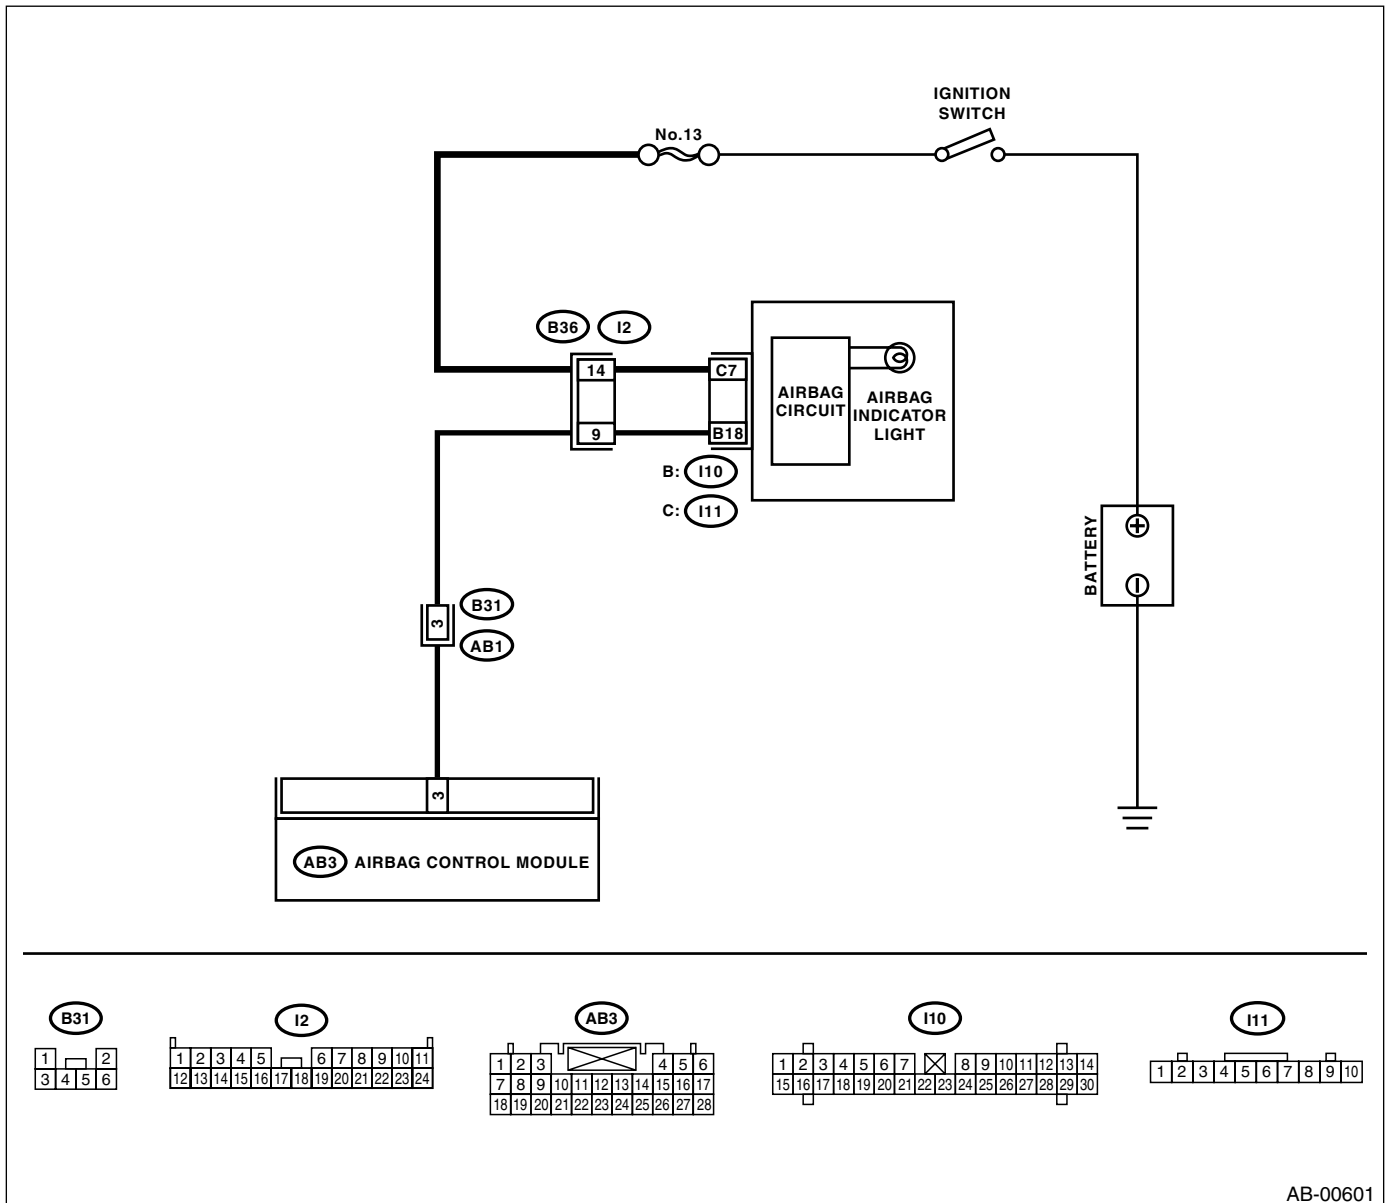 IGNITION
SWITCH
No.13
B36 I2
14 C7
9 B18
AIRBAG
CIRCUIT
AIRBAG
INDICATOR
LIGHT
B: I10
C: I11
BATTERY
B31
3
AB1
3
AB3 AIRBAG CONTROL MODULE
B31
1 2
3 4 5 6
I2
1 2 3 4 5 6 7 8 9 10 11
12 13 14 15 16 17 18 19 20 21 22 23 24
AB3
1 2 3 4 5 6
7 8 9 10 11 12 13 14 15 16 17
18 19 20 21 22 23 24 25 26 27 28
I10
1 2 3 4 5 6 7 8 9 10 11 12 13 14
15 16 17 18 19 20 21 22 23 24 25 26 27 28 29 30
I11
1 2 3 4 5 6 7 8 9 10
AB-00601